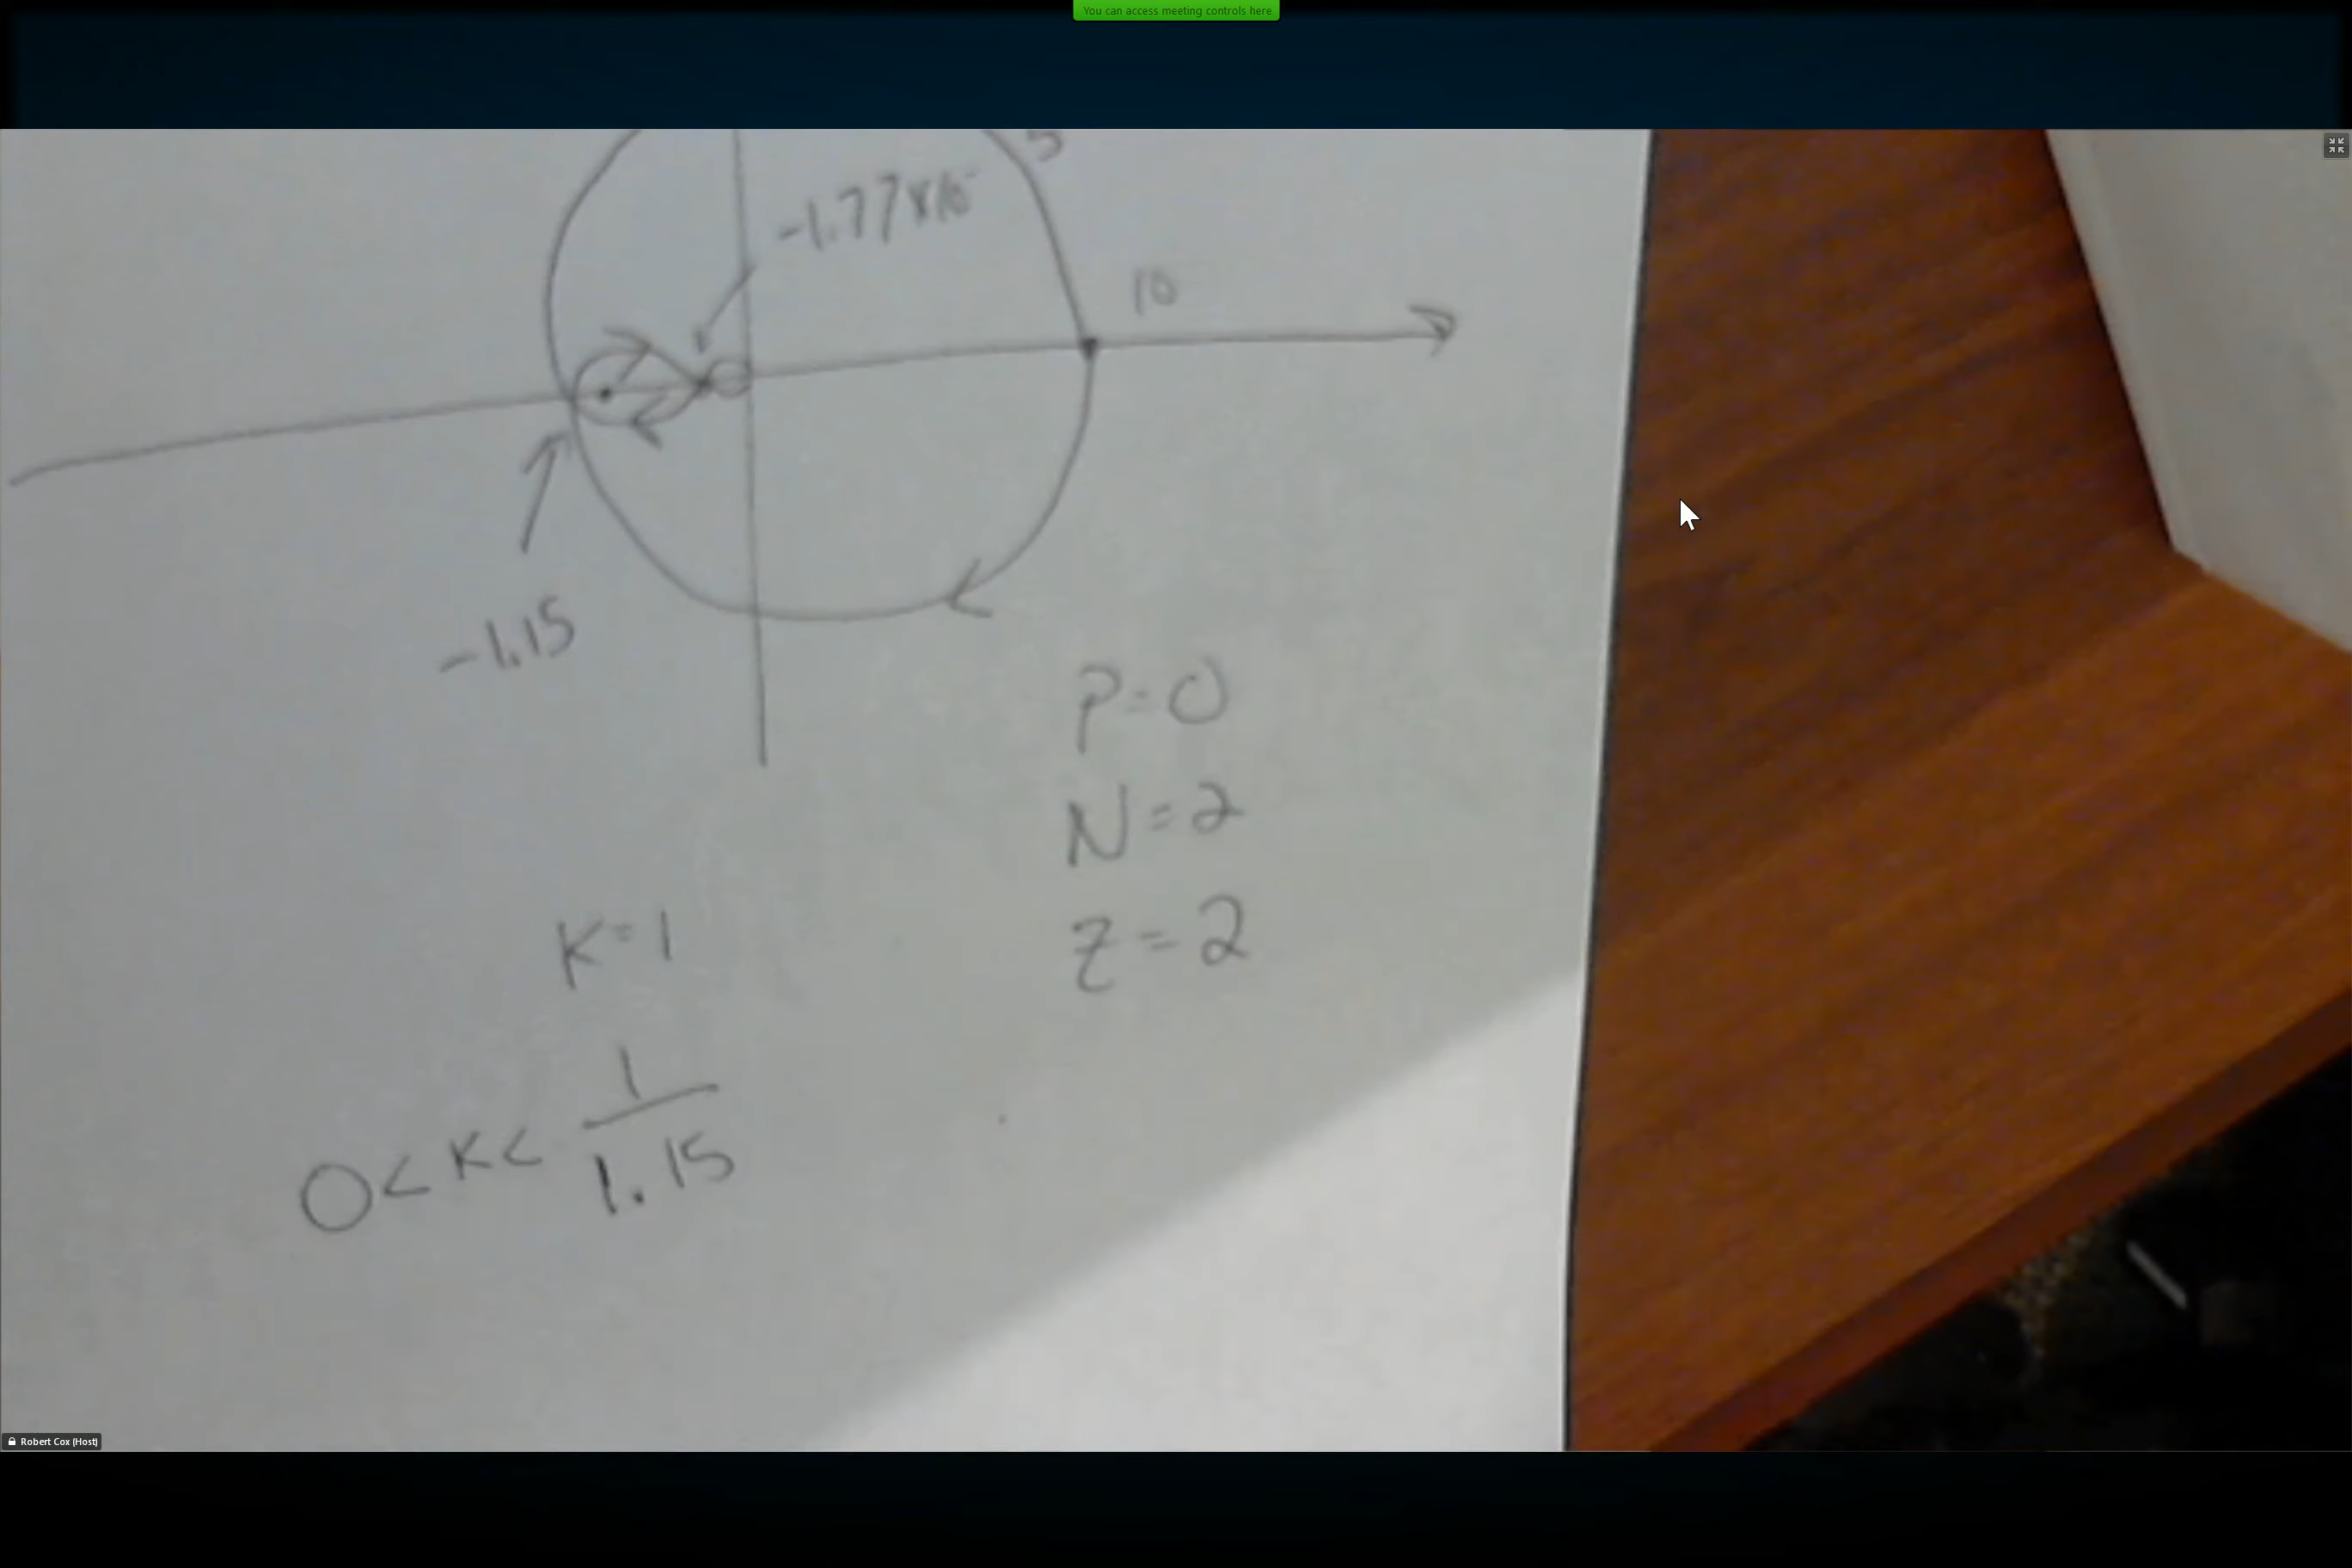 You can access meeting controls here
5
-1.77x10
10
-1.15
P=0
N=2
Z=2
K=1
0<K<1/1.15
Robert Cox (Host)